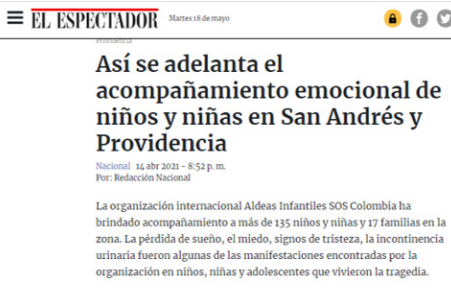 EL ESPECTADOR Martes 18 de mayo
Providencia
Así se adelanta el
acompañamiento emocional de
niños y niñas en San Andrés y
Providencia
Nacional 14 abr 2021 - 8:52 p. m.
Por: Redacción Nacional
La organización internacional Aldeas Infantiles SOS Colombia ha
brindado acompañamiento a más de 135 niños y niñas y 17 familias en la
zona. La pérdida de sueño, el miedo, signos de tristeza, la incontinencia
urinaria fueron algunas de las manifestaciones encontradas por la
organización en niños, niñas y adolescentes que vivieron la tragedia.